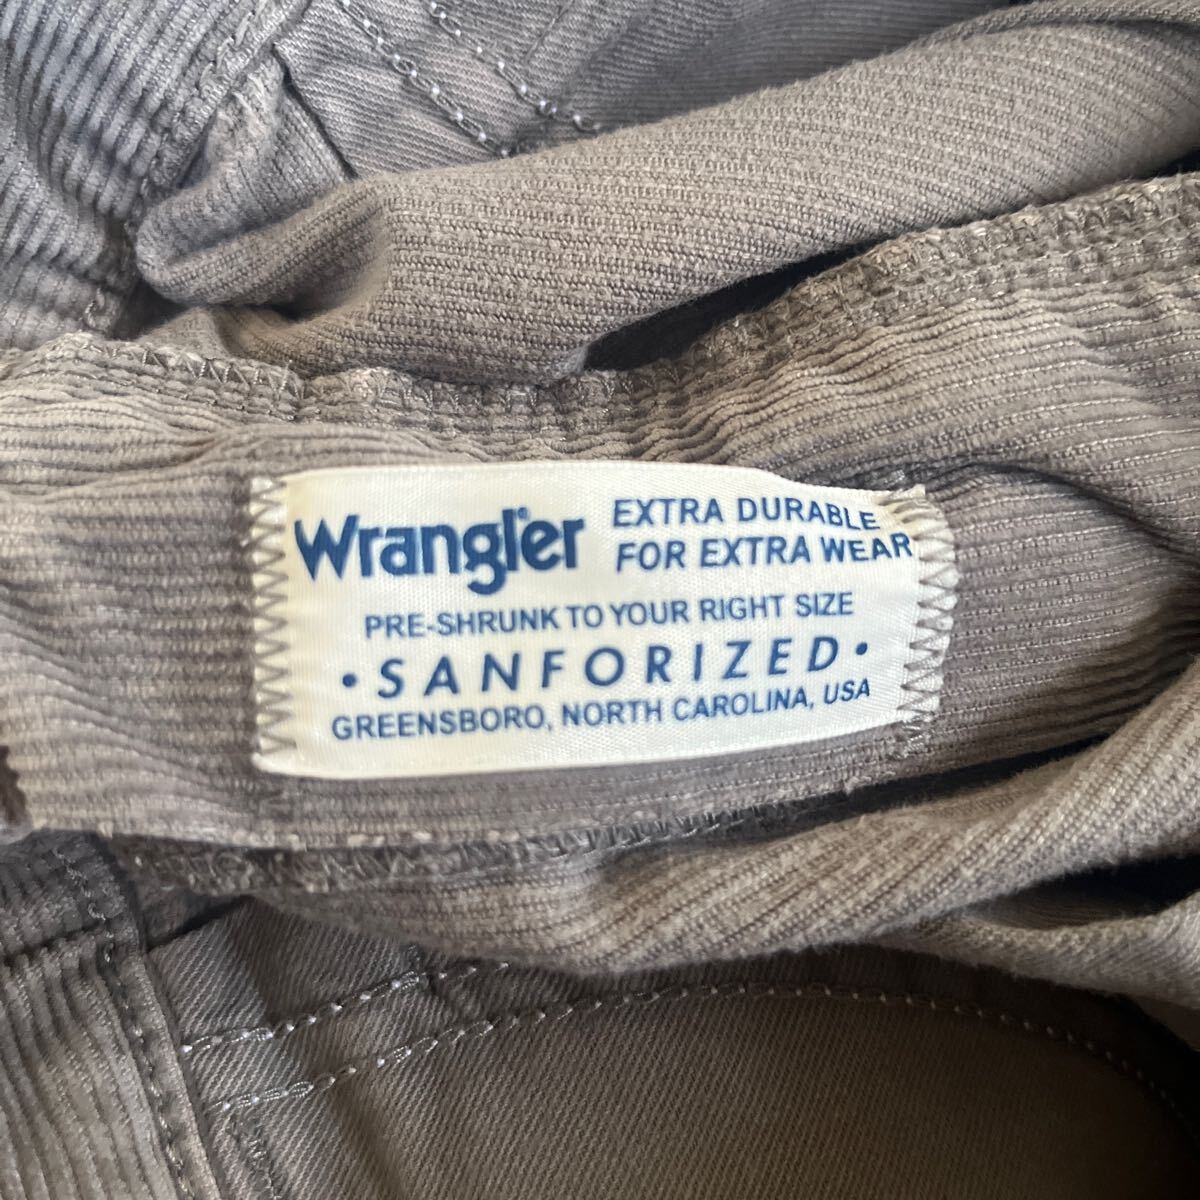 Wrangler® EXTRA DURABLE
FOR EXTRA WEAR
PRE-SHRUNK TO YOUR RIGHT SIZE
•SANFORIZED•
GREENSBORO, NORTH CAROLINA, USA